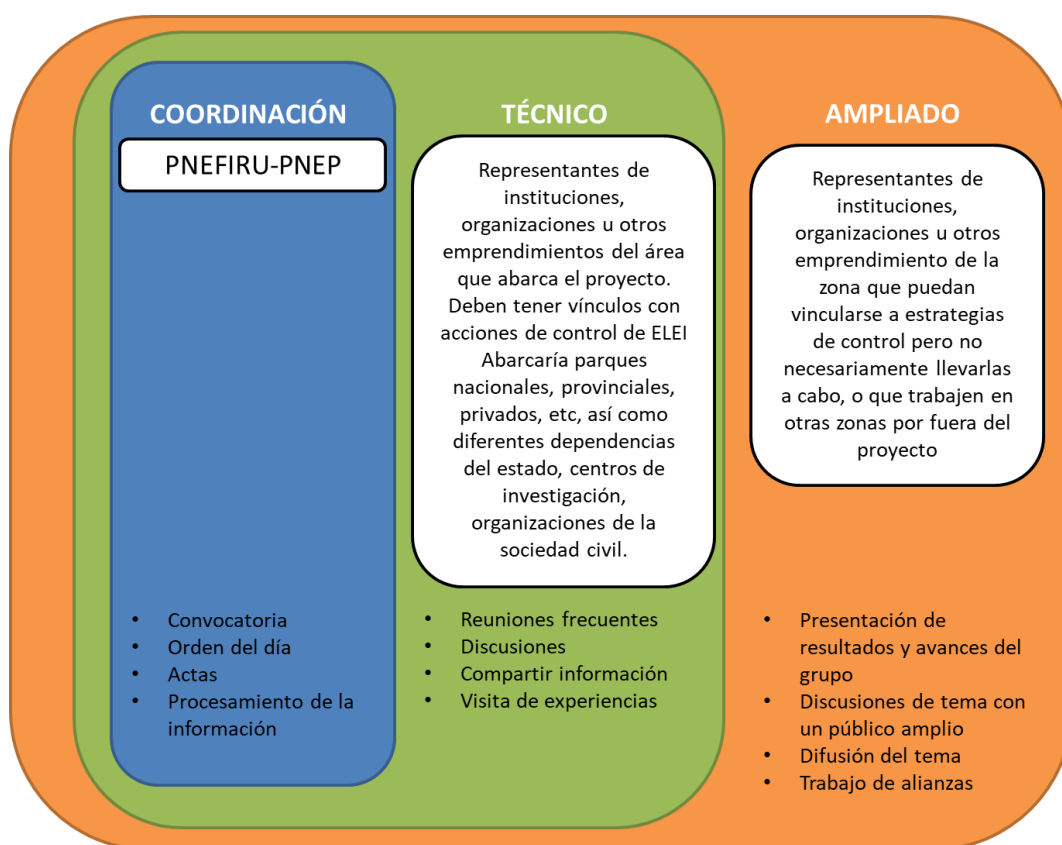 COORDINACIÓN
PNEFIRU-PNEP
• Convocatoria
• Orden del día
• Actas
• Procesamiento de la
información
TÉCNICO
Representantes de
instituciones,
organizaciones u otros
emprendimientos del área
que abarca el proyecto.
Deben tener vínculos con
acciones de control de ELEI
Abarcaría parques
nacionales, provinciales,
privados, etc, así como
diferentes dependencias
del estado, centros de
investigación,
organizaciones de la
sociedad civil.
• Reuniones frecuentes
• Discusiones
• Compartir información
• Visita de experiencias
AMPLIADO
Representantes de
instituciones,
organizaciones u otros
emprendimiento de la
zona que puedan
vincularse a estrategias
de control pero no
necesariamente llevarlas
a cabo, o que trabajen en
otras zonas por fuera del
proyecto
• Presentación de
resultados y avances del
grupo
• Discusiones de tema con
un público amplio
• Difusión del tema
• Trabajo de alianzas